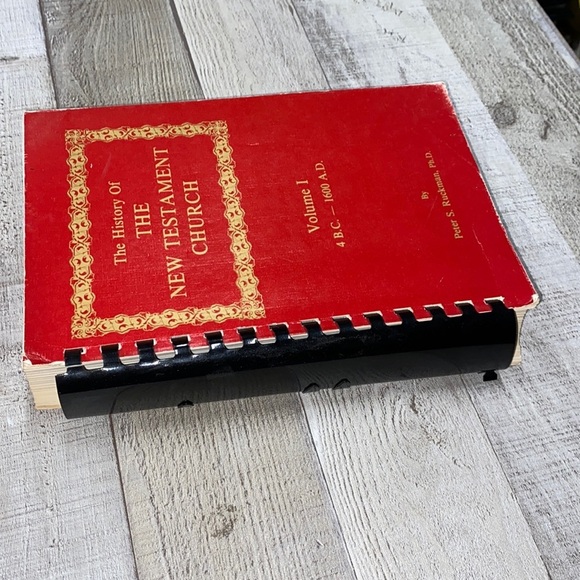 The History Of
THE
NEW TESTAMENT
CHURCH
Volume I
4 B.C. — 1600 A.D.
By
Peter S. Ruckman, Ph.D.